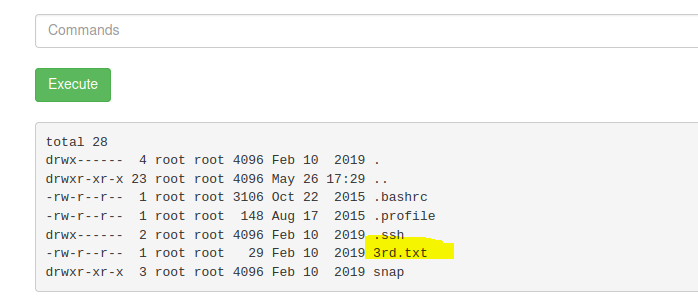 Commands
Execute
total 28
drwx------  4 root root 4096 Feb 10  2019 .
drwxr-xr-x 23 root root 4096 May 26 17:29 ..
-rw-r--r--  1 root root 3106 Oct 22  2015 .bashrc
-rw-r--r--  1 root root  148 Aug 17  2015 .profile
drwx------  2 root root 4096 Feb 10  2019 .ssh
-rw-r--r--  1 root root   29 Feb 10  2019 3rd.txt
drwxr-xr-x  3 root root 4096 Feb 10  2019 snap